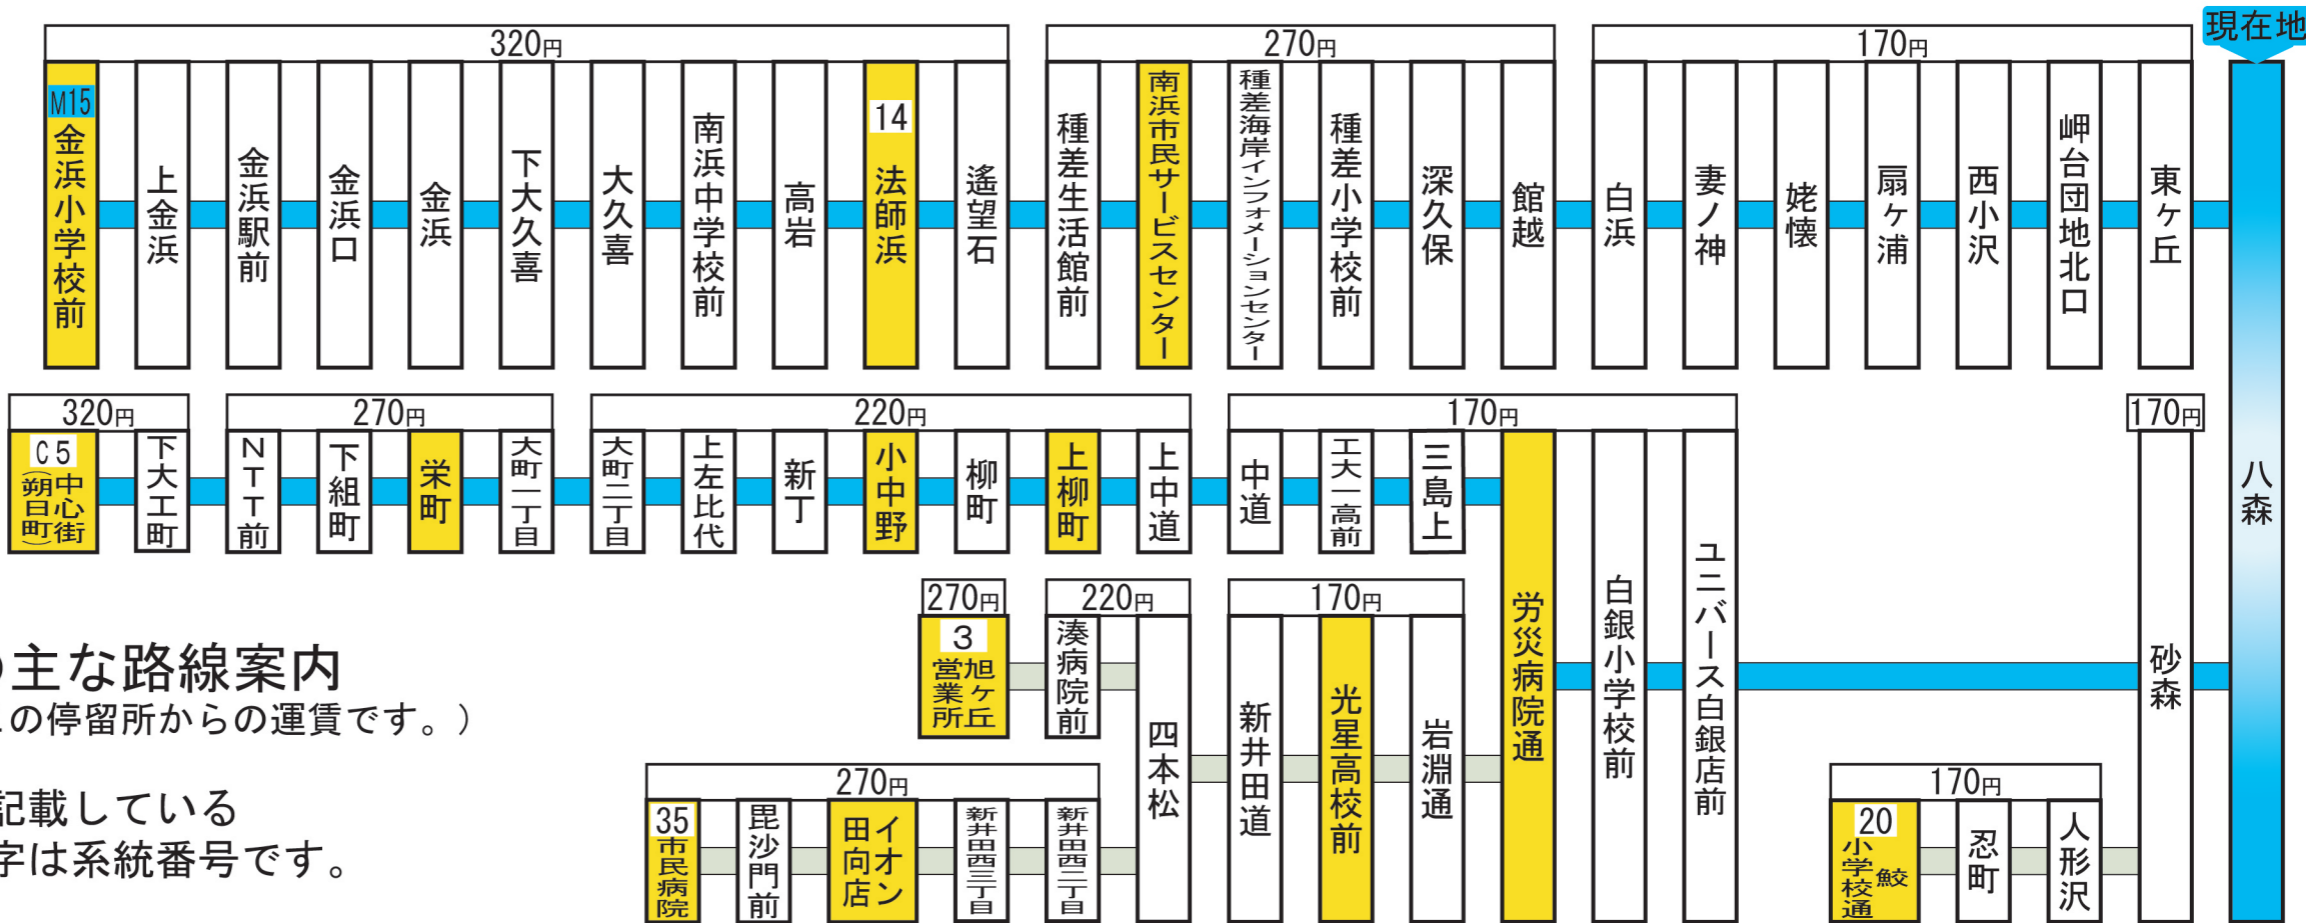 現在地
320円
270円
170円
M15
金浜小学校前
上金浜
金浜駅前
金浜口
金浜
下大久喜
大久喜
南浜中学校前
高岩
14
法師浜
遙望石
種差生活館前
南浜市民サービスセンター
種差海岸インフォメーションセンター
種差小学校前
深久保
館越
白浜
妻ノ神
姥懐
扇ヶ浦
西小沢
岬台団地北口
東ヶ丘
八森
320円
270円
220円
170円
170円
C5
中心街
(朔日町)
下大工町
NTT前
下組町
栄町
大町一丁目
大町二丁目
上左比代
新丁
小中野
柳町
上柳町
上中道
中道
工大一高前
三島上
労災病院通
白銀小学校前
ユニバース白銀店前
砂森
270円
220円
170円
3
旭ヶ丘
営業所
湊病院前
四本松
新井田道
光星高校前
岩淵通
270円
35
市民病院
毘沙門前
イオン
田向店
新井田西三丁目
新井田西二丁目
170円
20
鮫
小学校通
忍町
人形沢
の主な路線案内
の停留所からの運賃です。)
記載している
字は系統番号です。